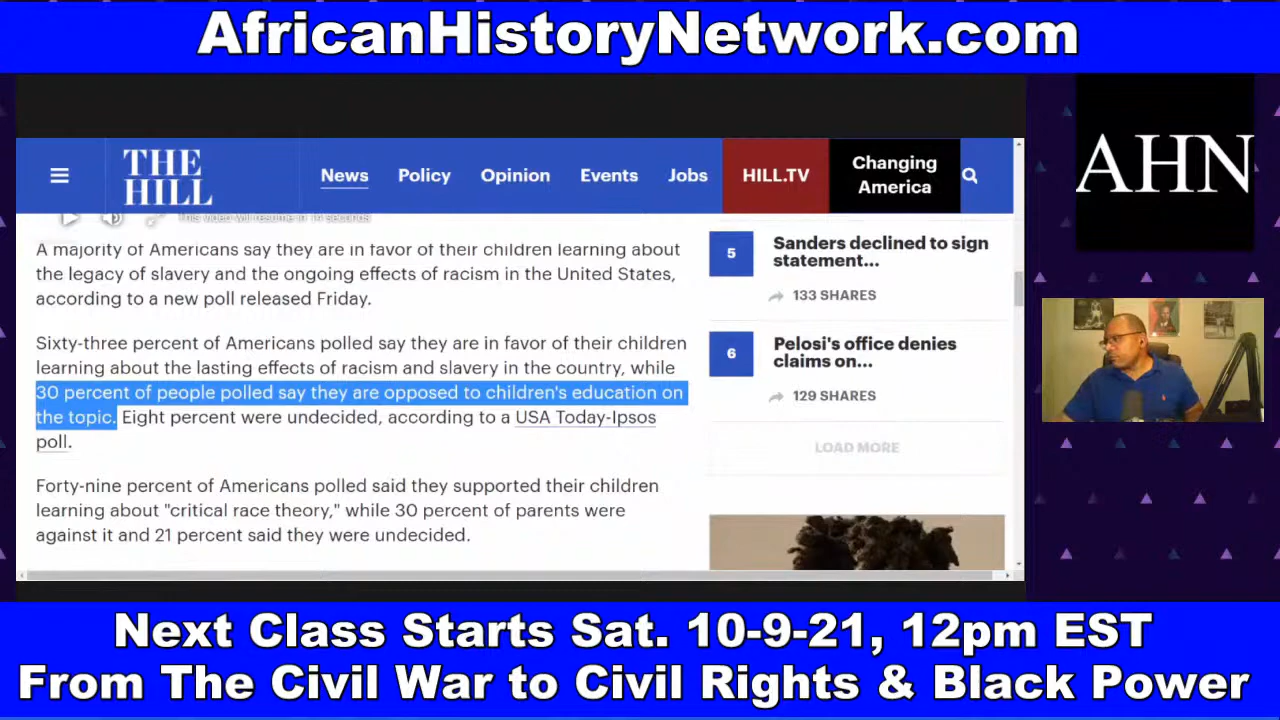 AfricanHistoryNetwork.com
THE
HILL
News
Policy
Opinion
Events
Jobs
HILL.TV
Changing
America
AHN
This video will resume in 14 seconds
A majority of Americans say they are in favor of their children learning about
the legacy of slavery and the ongoing effects of racism in the United States,
according to a new poll released Friday.
Sixty-three percent of Americans polled say they are in favor of their children
learning about the lasting effects of racism and slavery in the country, while
30 percent of people polled say they are opposed to children's education on
the topic. Eight percent were undecided, according to a USA Today-Ipsos
poll.
Forty-nine percent of Americans polled said they supported their children
learning about "critical race theory," while 30 percent of parents were
against it and 21 percent said they were undecided.
5
Sanders declined to sign
statement...
133 SHARES
6
Pelosi's office denies
claims on...
129 SHARES
LOAD MORE
Next Class Starts Sat. 10-9-21, 12pm EST
From The Civil War to Civil Rights & Black Power